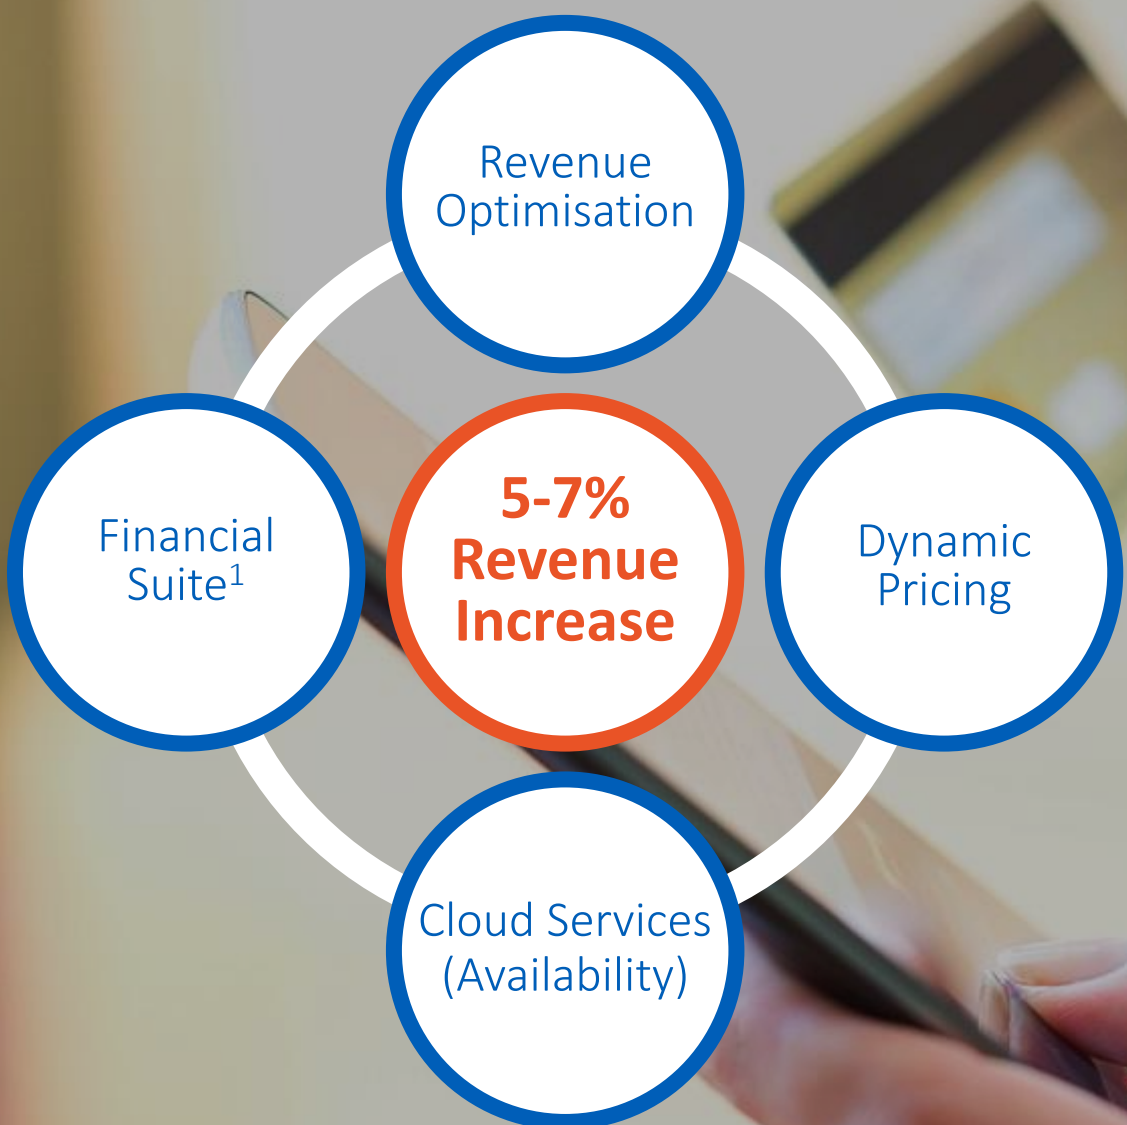 Revenue
Optimisation
Financial
Suite¹
5-7%
Revenue
Increase
Dynamic
Pricing
Cloud Services
(Availability)